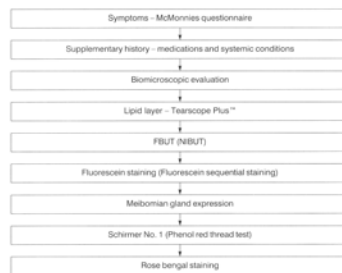 Symptoms – McMonnies questionnaire
Supplementary history – medications and systemic conditions
Biomicroscopic evaluation
Lipid layer – Tearscope Plus™
FBUT (NIBUT)
Fluorescein staining (Fluorescein sequential staining)
Meibomian gland expression
Schirmer No. 1 (Phenol red thread test)
Rose bengal staining